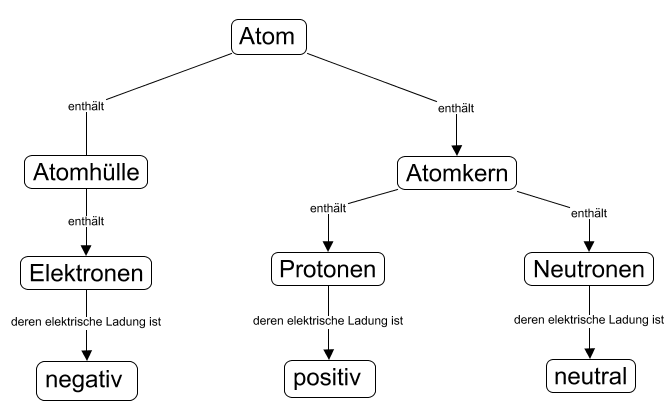 Atom
enthält
enthält
Atomhülle
Atomkern
enthält
enthält
enthält
Elektronen
Protonen
Neutronen
deren elektrische Ladung ist
deren elektrische Ladung ist
deren elektrische Ladung ist
negativ
positiv
neutral